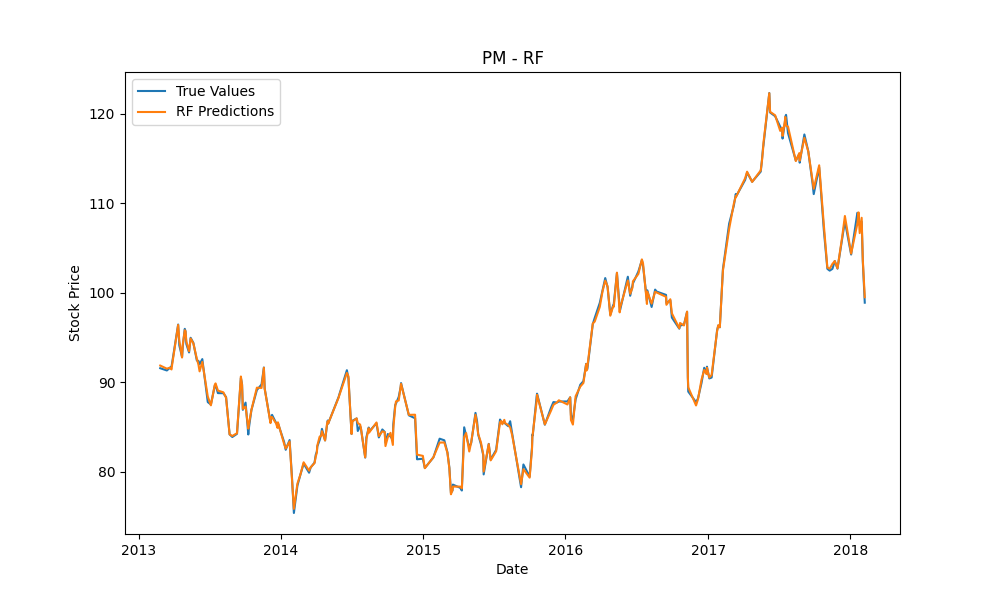 PM - RF
True Values
RF Predictions
120
110
100
90
80
Stock Price
2013 2014 2015 2016 2017 2018
Date